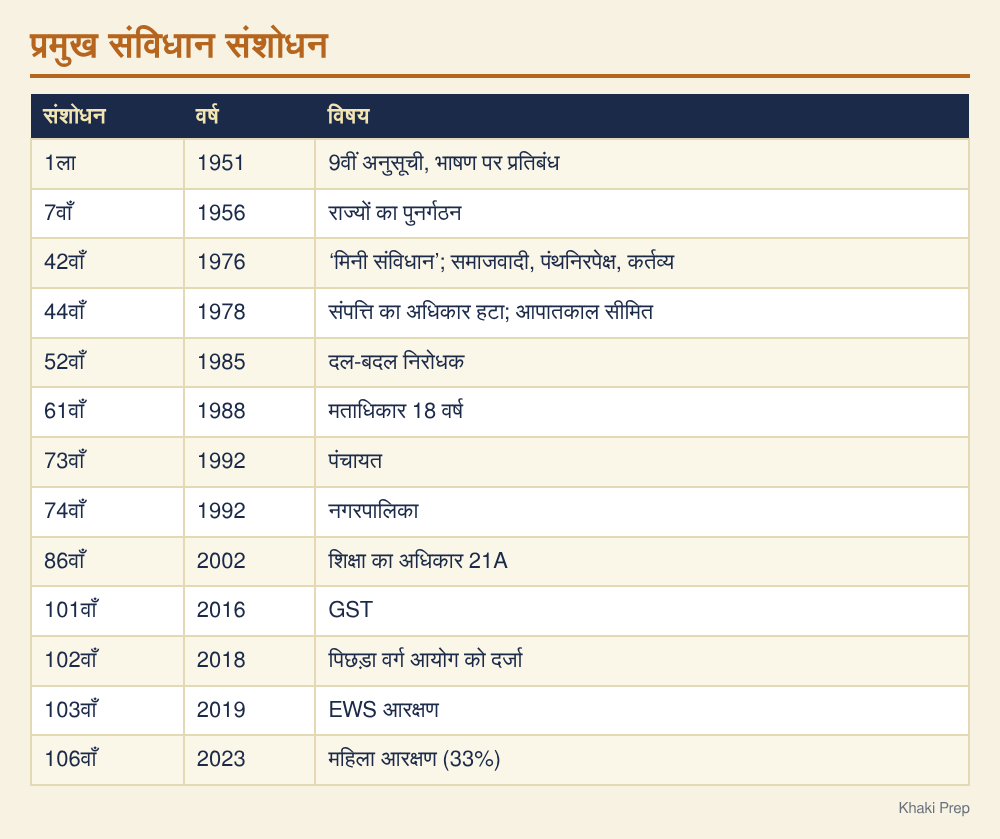 प्रमुख संविधान संशोधन
संशोधन वर्ष विषय
1ला 1951 9वीं अनुसूची, भाषण पर प्रतिबंध
7वाँ 1956 राज्यों का पुनर्गठन
42वाँ 1976 ‘मिनी संविधान’; समाजवादी, पंथनिरपेक्ष, कर्तव्य
44वाँ 1978 संपत्ति का अधिकार हटा; आपातकाल सीमित
52वाँ 1985 दल-बदल निरोधक
61वाँ 1988 मताधिकार 18 वर्ष
73वाँ 1992 पंचायत
74वाँ 1992 नगरपालिका
86वाँ 2002 शिक्षा का अधिकार 21A
101वाँ 2016 GST
102वाँ 2018 पिछड़ा वर्ग आयोग को दर्जा
103वाँ 2019 EWS आरक्षण
106वाँ 2023 महिला आरक्षण (33%)
Khaki Prep